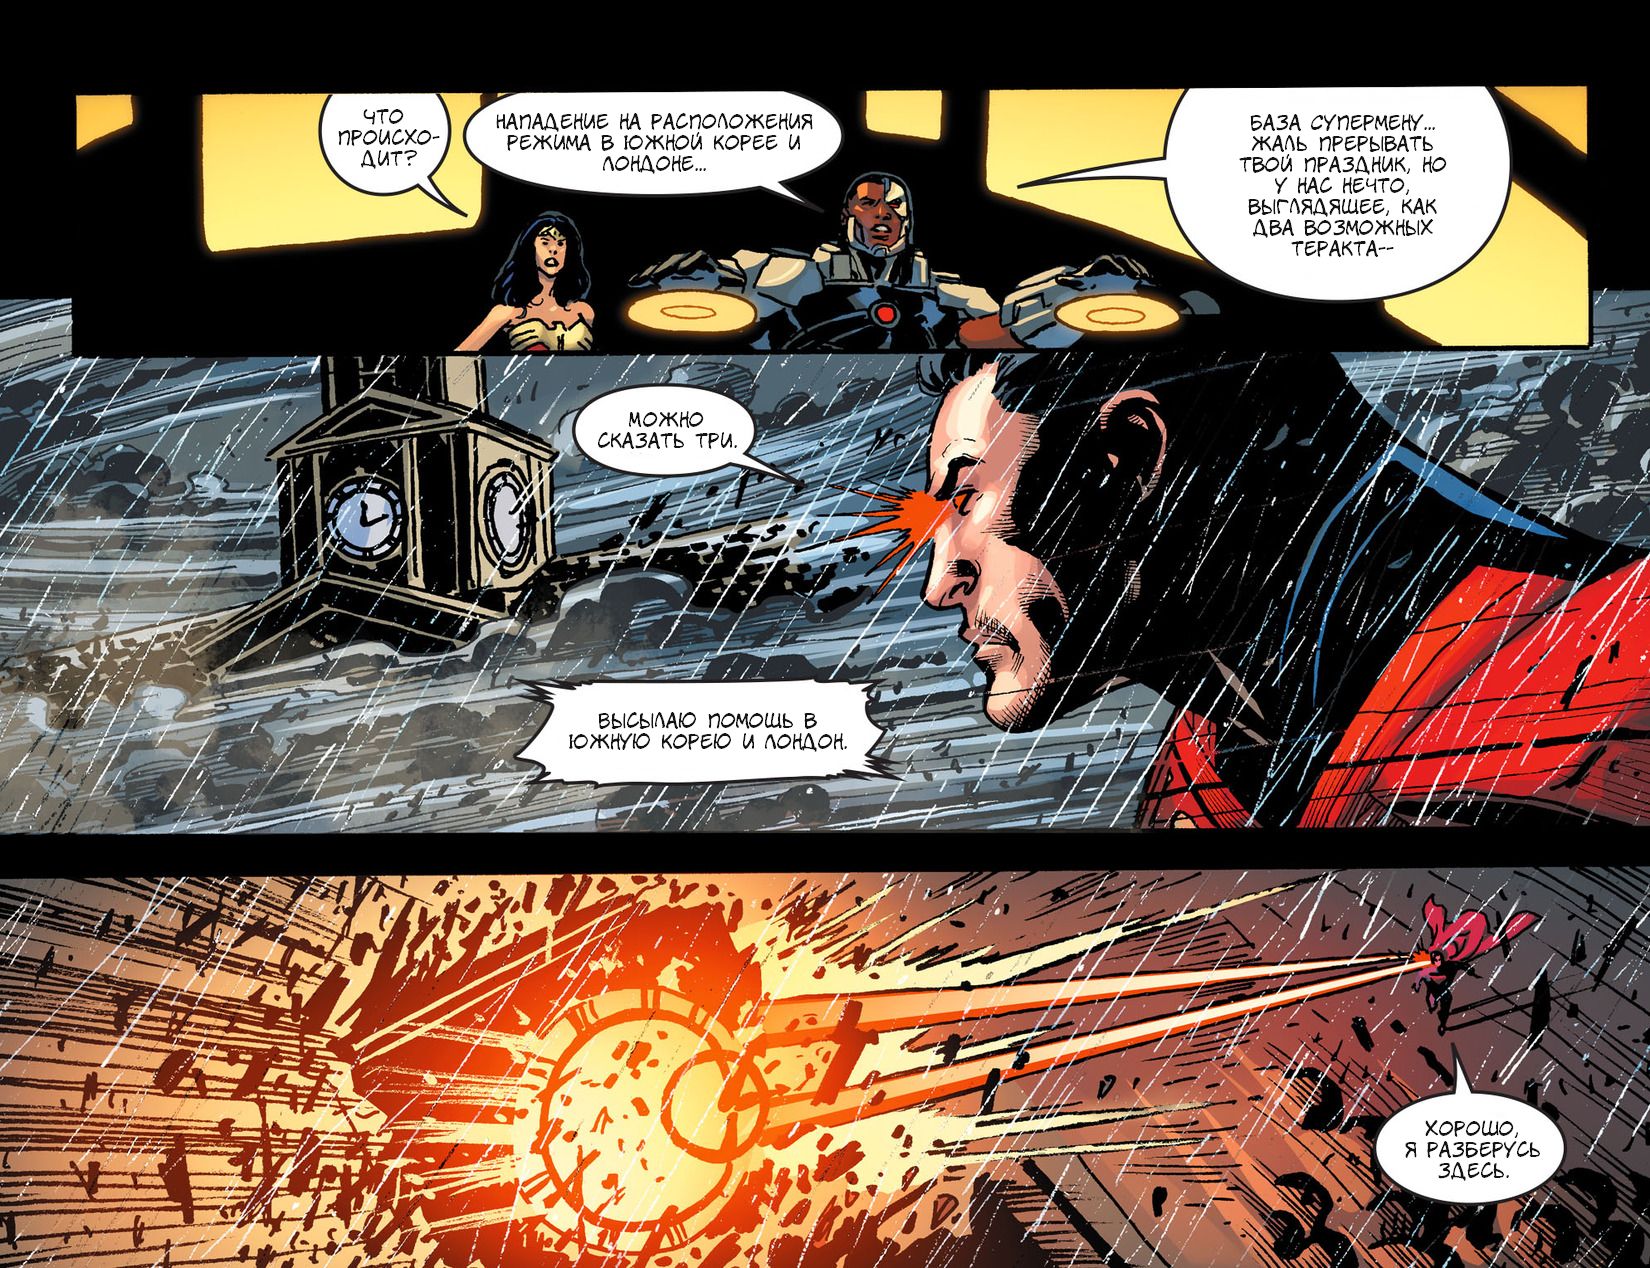 ЧТО
ПРОИСХО-
ДИТ?
НАПАДЕНИЕ НА РАСПОЛОЖЕНИЯ
РЕЖИМА В ЮЖНОЙ КОРЕЕ И
ЛОНДОНЕ...
БАЗА СУПЕРМЕНУ...
ЖАЛЬ ПРЕРЫВАТЬ
ТВОЙ ПРАЗДНИК, НО
У НАС НЕЧТО,
ВЫГЛЯДЯЩЕЕ, КАК
ДВА ВОЗМОЖНЫХ
ТЕРАКТА--
МОЖНО
СКАЗАТЬ ТРИ.
ВЫСЫЛАЮ ПОМОЩЬ В
ЮЖНУЮ КОРЕЮ И ЛОНДОН.
ХОРОШО,
Я РАЗБЕРУСЬ
ЗДЕСЬ.